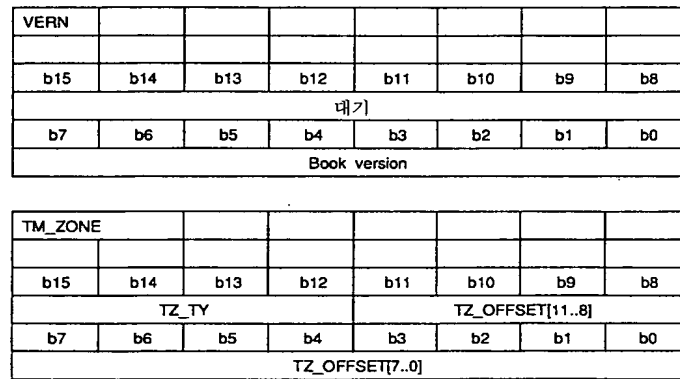 VERN
b15 b14 b13 b12 b11 b10 b9 b8
대기
b7 b6 b5 b4 b3 b2 b1 b0
Book version
TM_ZONE
b15 b14 b13 b12 b11 b10 b9 b8
TZ_TY TZ_OFFSET[11..8]
b7 b6 b5 b4 b3 b2 b1 b0
TZ_OFFSET[7..0]